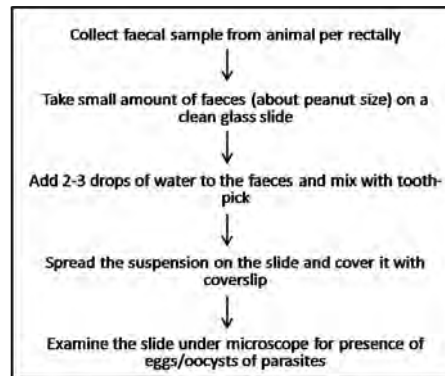 Collect faecal sample from animal per rectally
Take small amount of faeces (about peanut size) on a
clean glass slide
Add 2-3 drops of water to the faeces and mix with tooth-
pick
Spread the suspension on the slide and cover it with
coverslip
Examine the slide under microscope for presence of
eggs/oocysts of parasites